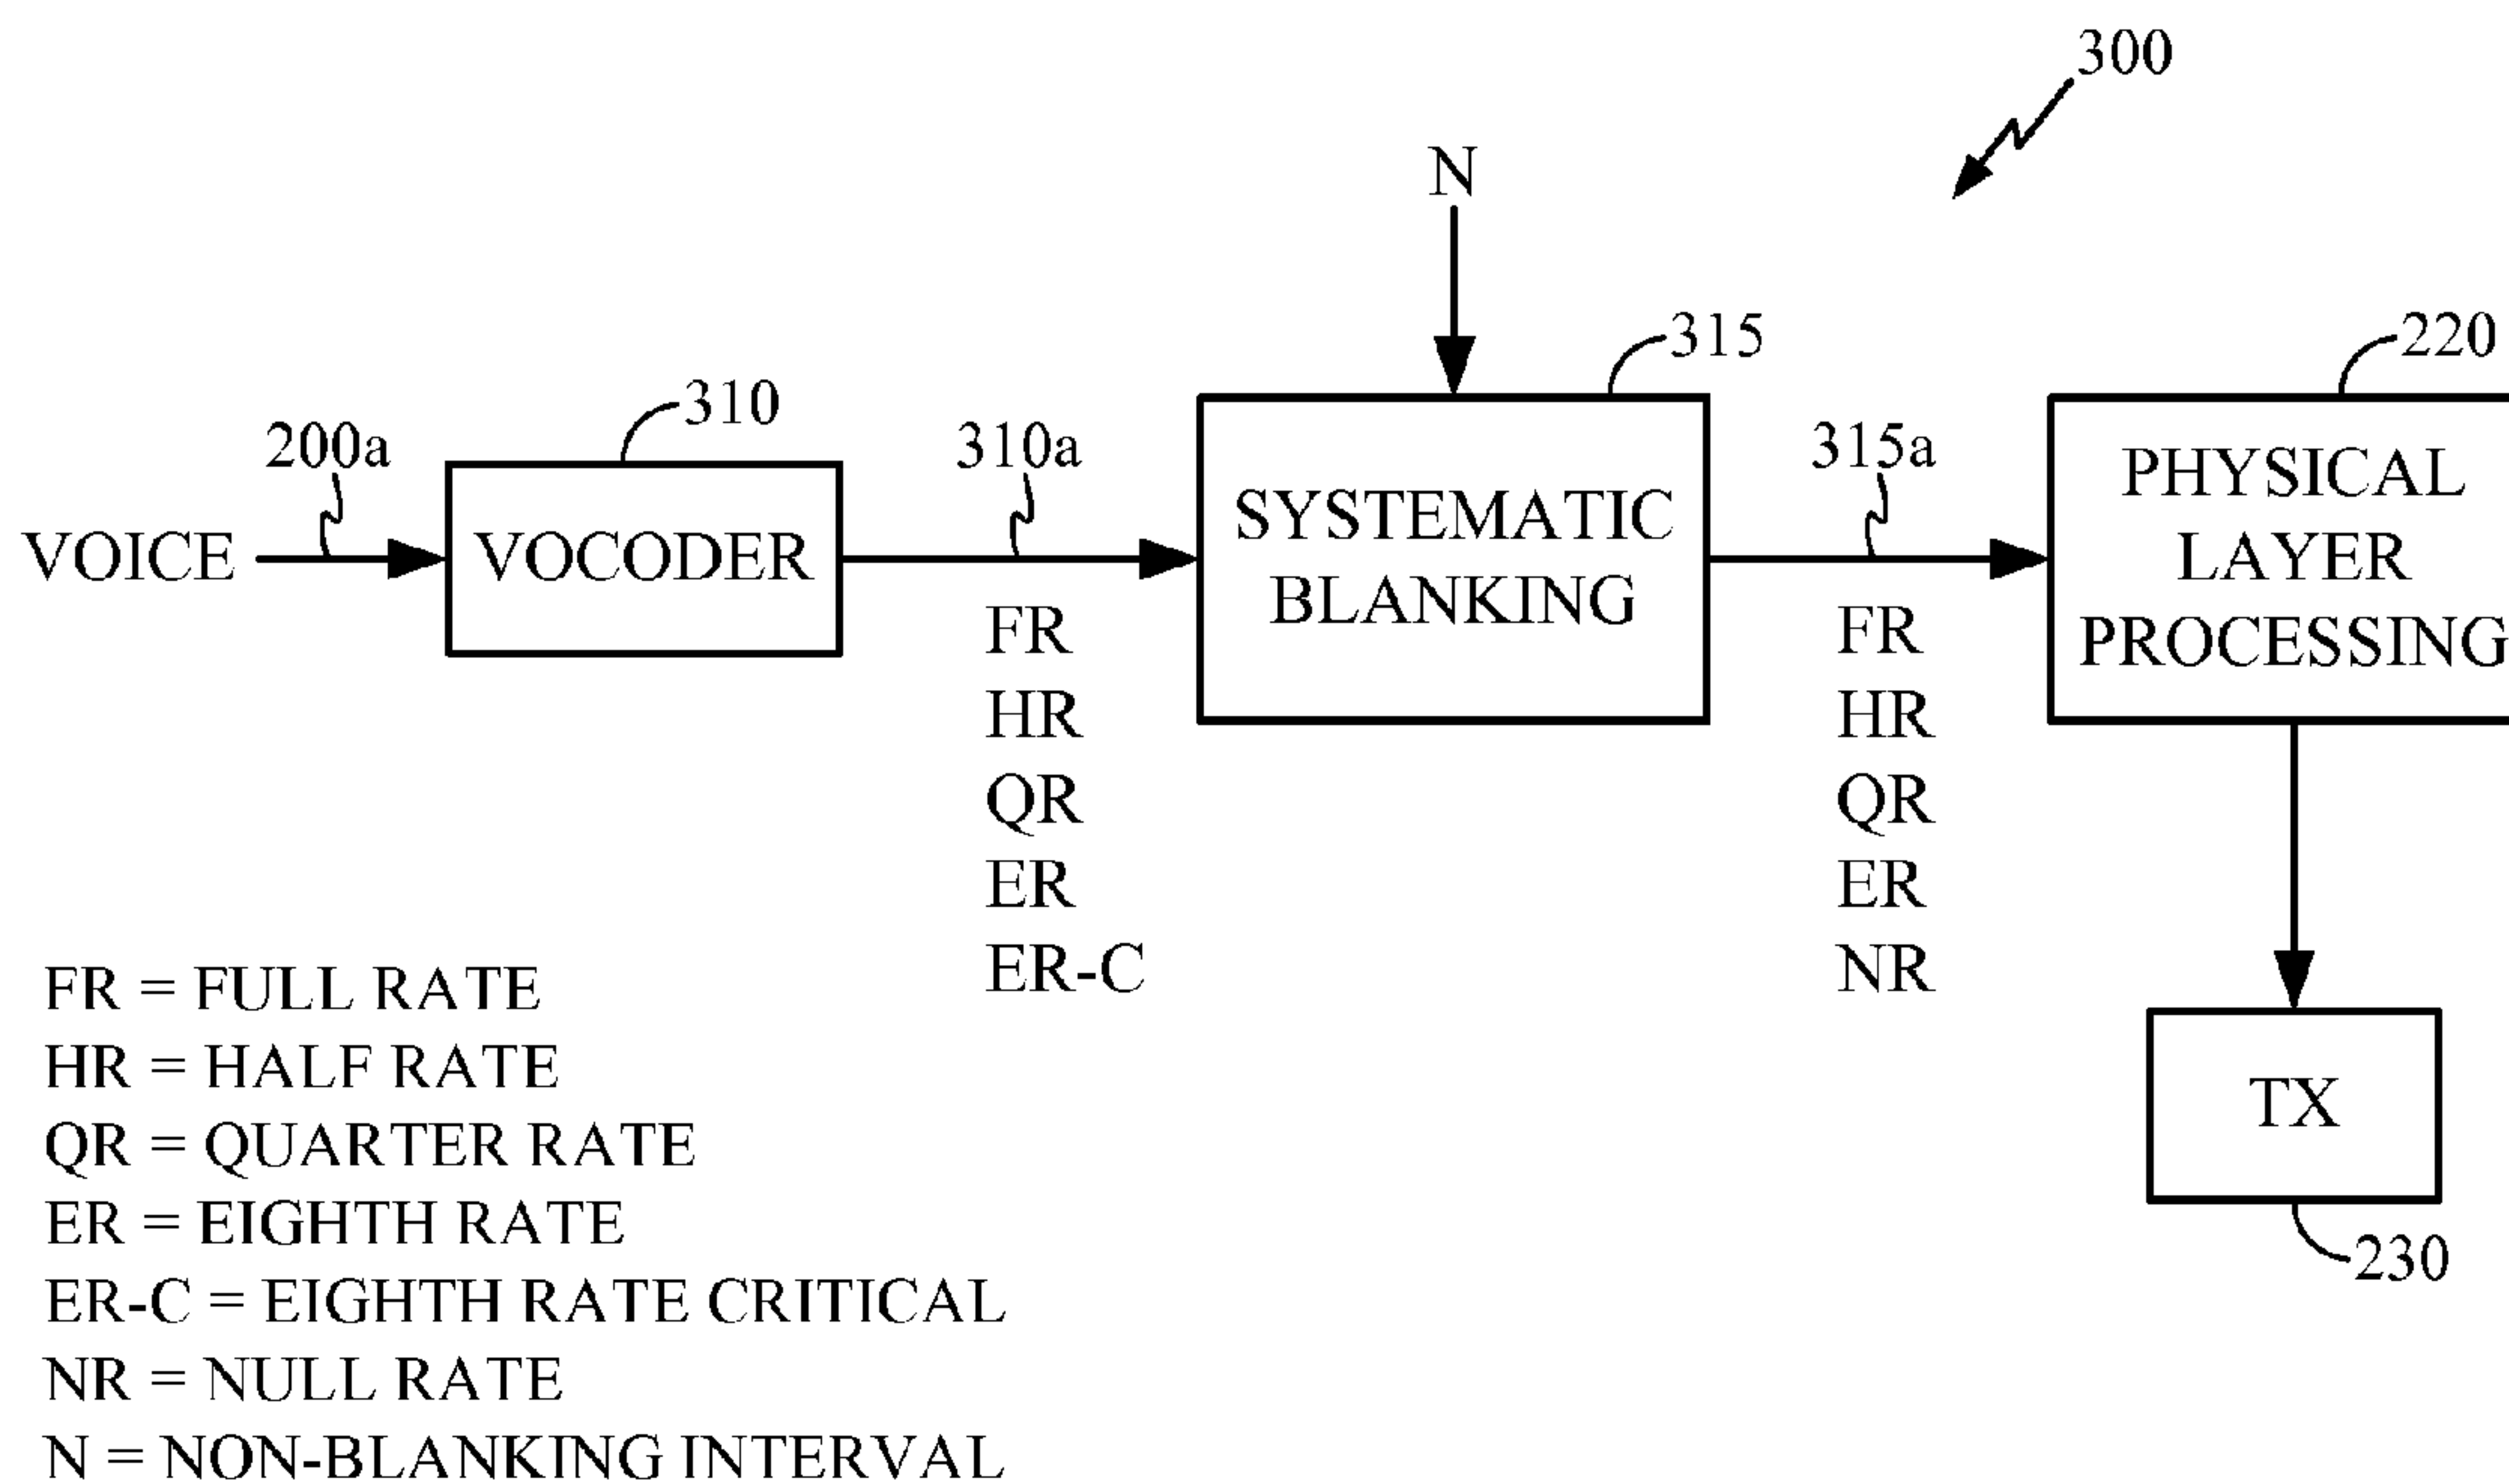 300
N
315
220
310
200a
310a
315a
VOICE
VOCODER
SYSTEMATIC
BLANKING
PHYSICAL
LAYER
PROCESSING
FR
HR
QR
ER
ER-C
FR
HR
QR
ER
NR
TX
230
FR = FULL RATE
HR = HALF RATE
QR = QUARTER RATE
ER = EIGHTH RATE
ER-C = EIGHTH RATE CRITICAL
NR = NULL RATE
N = NON-BLANKING INTERVAL